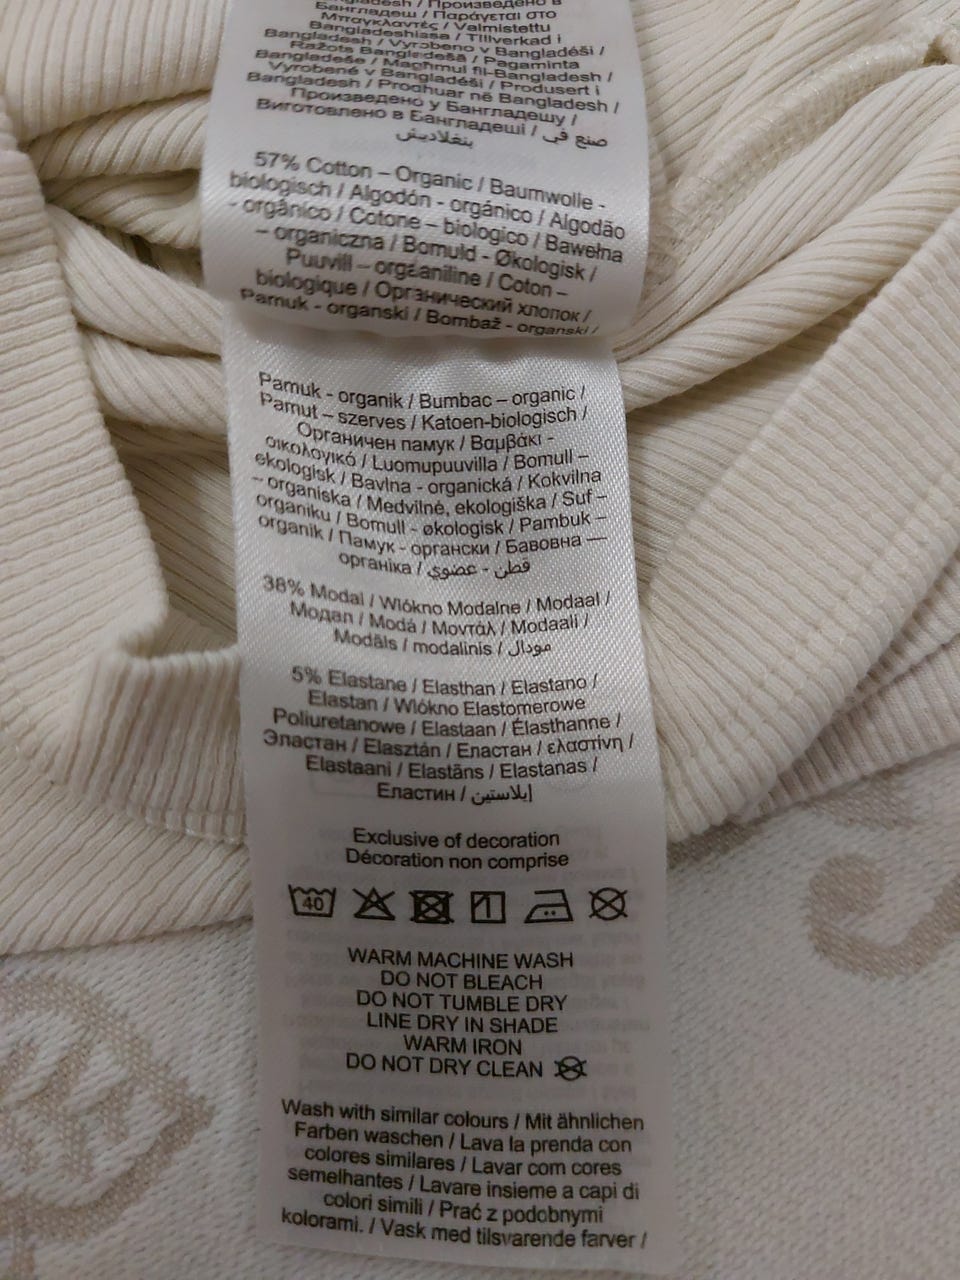 Bangladesh / Произведено в
Бангладеш / Παράγεται στο
Μπαγκλαντές / Valmistettu
Bangladeshissa / Tillverkad i
Bangladesh / Vyrobeno v Bangladéši /
Ražots Bangladešā / Pagaminta
Bangladeše / Magħmul fil-Bangladesh /
Vyrobené v Bangladéši / Produsert i
Bangladesh / Prodhuar në Bangladesh /
Произведено у Бангладешу /
Виготовлено в Бангладеші / صنع في
بنغلاديش
57% Cotton – Organic / Baumwolle -
biologisch / Algodón - orgánico / Algodão
- orgânico / Cotone – biologico / Bawełna
– organiczna / Bomuld - Økologisk /
Puuvill – orgaaniline / Coton –
biologique / Органический хлопок /
Pamuk - organski / Bombaž - organski /
Pamuk - organik / Bumbac – organic /
Pamut – szerves / Katoen-biologisch /
Органичен памук / Βαμβάκι -
οικολογικό / Luomupuuvilla / Bomull –
ekologisk / Bavlna - organická / Kokvilna
– organiska / Medvilnė, ekologiška / Suf –
organiku / Bomull - økologisk / Pambuk –
organik / Памук - органски / Бавовна —
органіка / قطن - عضوي
38% Modal / Włókno Modalne / Modaal /
Модал / Modá / Μοντάλ / Modaali /
Modāls / modalinis / مودال
5% Elastane / Elasthan / Elastano /
Elastan / Włókno Elastomerowe
Poliuretanowe / Elastaan / Élasthanne /
Эластан / Elasztán / Еластан / ελαστίνη /
Elastaani / Elastāns / Elastanas /
Еластин / إيلاستين
Exclusive of decoration
Décoration non comprise
40
WARM MACHINE WASH
DO NOT BLEACH
DO NOT TUMBLE DRY
LINE DRY IN SHADE
WARM IRON
DO NOT DRY CLEAN
Wash with similar colours / Mit ähnlichen
Farben waschen / Lava la prenda con
colores similares / Lavar com cores
semelhantes / Lavare insieme a capi di
colori simili / Prać z podobnymi
kolorami. / Vask med tilsvarende farver /